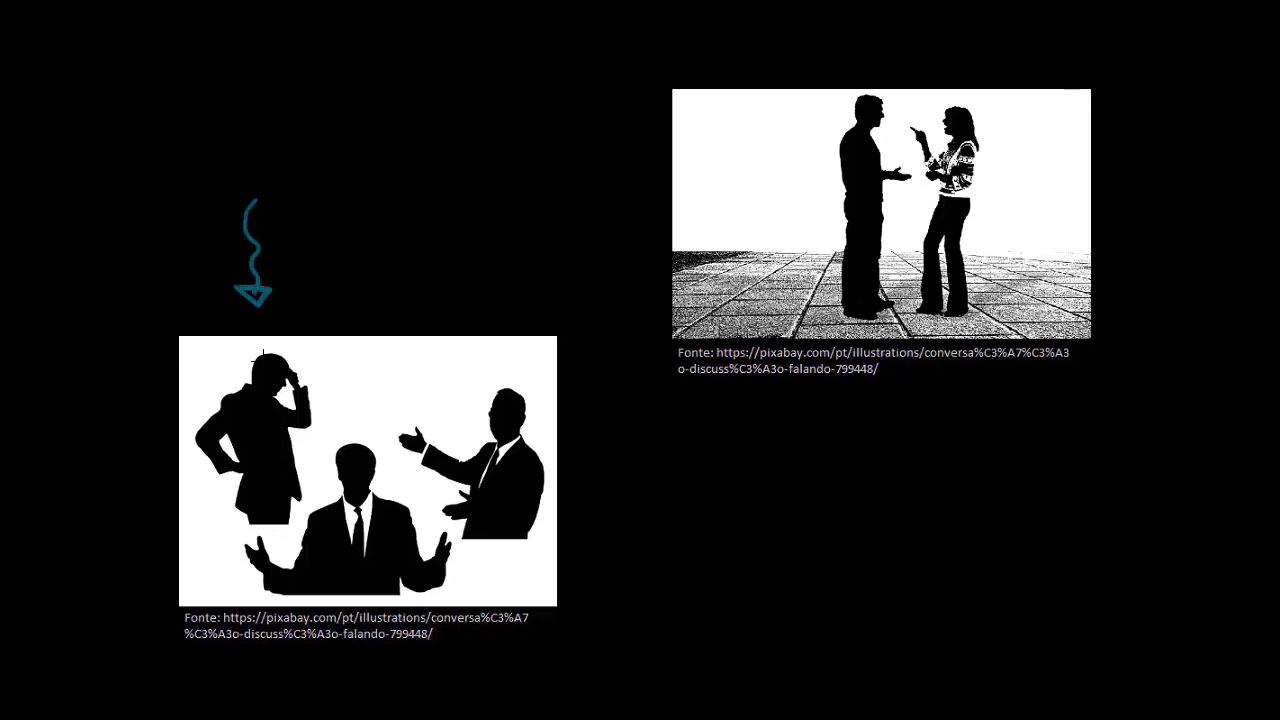 Fonte: https://pixabay.com/pt/illustrations/conversa%C3%A7%C3%A3
o-discuss%C3%A3o-falando-799448/
Fonte: https://pixabay.com/pt/illustrations/conversa%C3%A7
%C3%A3o-discuss%C3%A3o-falando-799448/